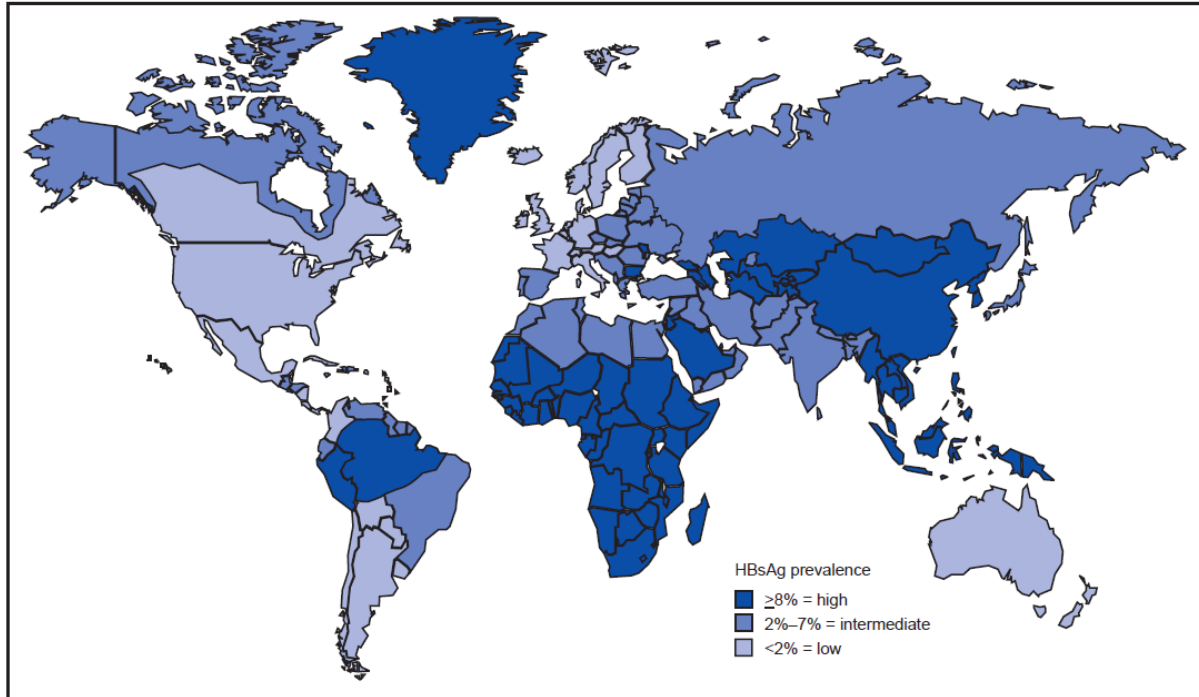 HBsAg prevalence
≥8% = high
2%–7% = intermediate
<2% = low